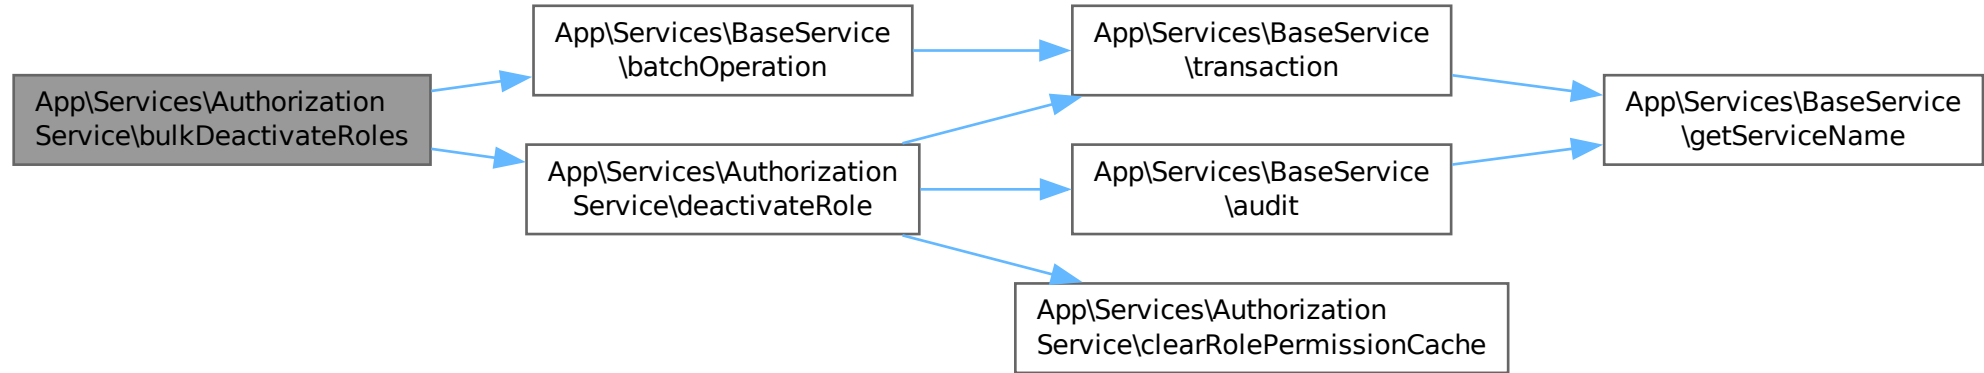 App\Services\Authorization
Service\bulkDeactivateRoles
App\Services\BaseService
\batchOperation
App\Services\Authorization
Service\deactivateRole
App\Services\BaseService
\transaction
App\Services\BaseService
\audit
App\Services\Authorization
Service\clearRolePermissionCache
App\Services\BaseService
\getServiceName